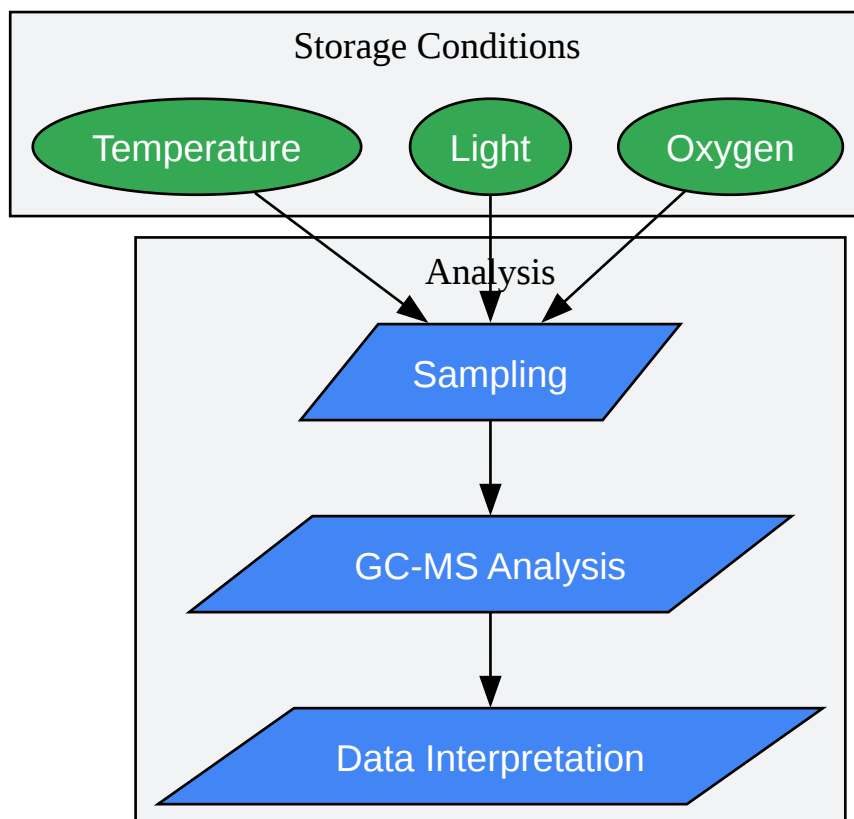 Storage Conditions
Temperature
Light
Oxygen
Analysis
Sampling
GC-MS Analysis
Data Interpretation